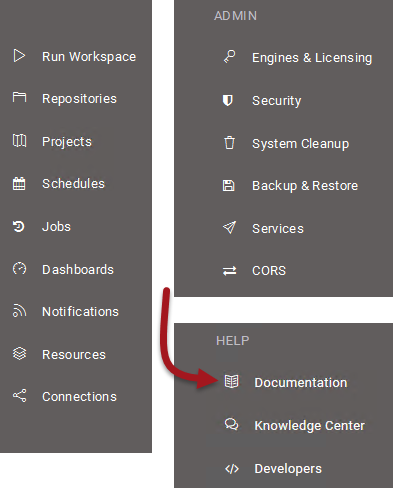 Run Workspace
Repositories
Projects
Schedules
Jobs
Dashboards
Notifications
Resources
Connections
ADMIN
Engines & Licensing
Security
System Cleanup
Backup & Restore
Services
CORS
HELP
Documentation
Knowledge Center
Developers